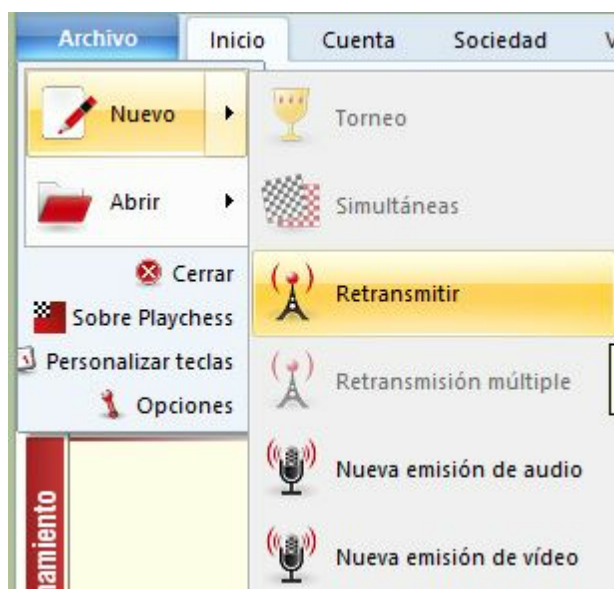 Archivo
Inicio
Cuenta
Sociedad
Nuevo
Abrir
Cerrar
Sobre Playchess
Personalizar teclas
Opciones
Torneo
Simultáneas
Retransmitir
Retransmisión múltiple
Nueva emisión de audio
Nueva emisión de vídeo